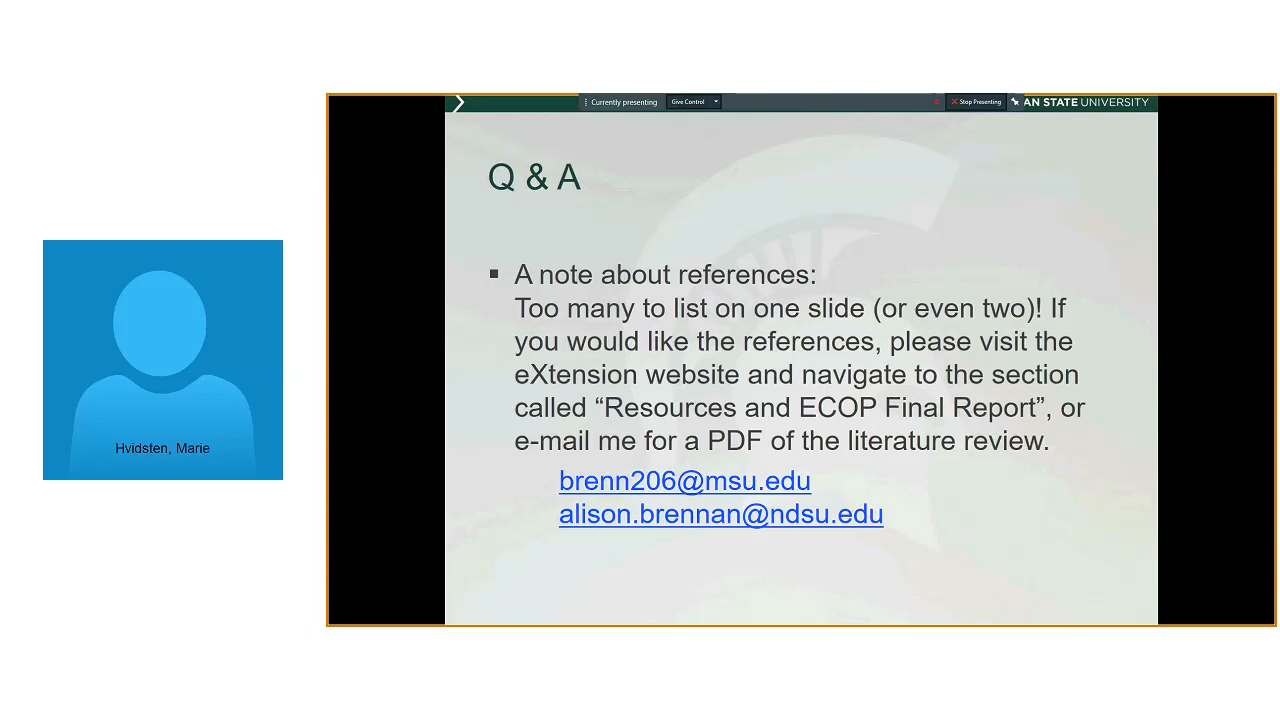 Currently presenting Give Control Stop Presenting AN STATE UNIVERSITY
Q & A
▪ A note about references:
Too many to list on one slide (or even two)! If
you would like the references, please visit the
eXtension website and navigate to the section
called “Resources and ECOP Final Report”, or
e-mail me for a PDF of the literature review.
brenn206@msu.edu
alison.brennan@ndsu.edu
Hvidsten, Marie